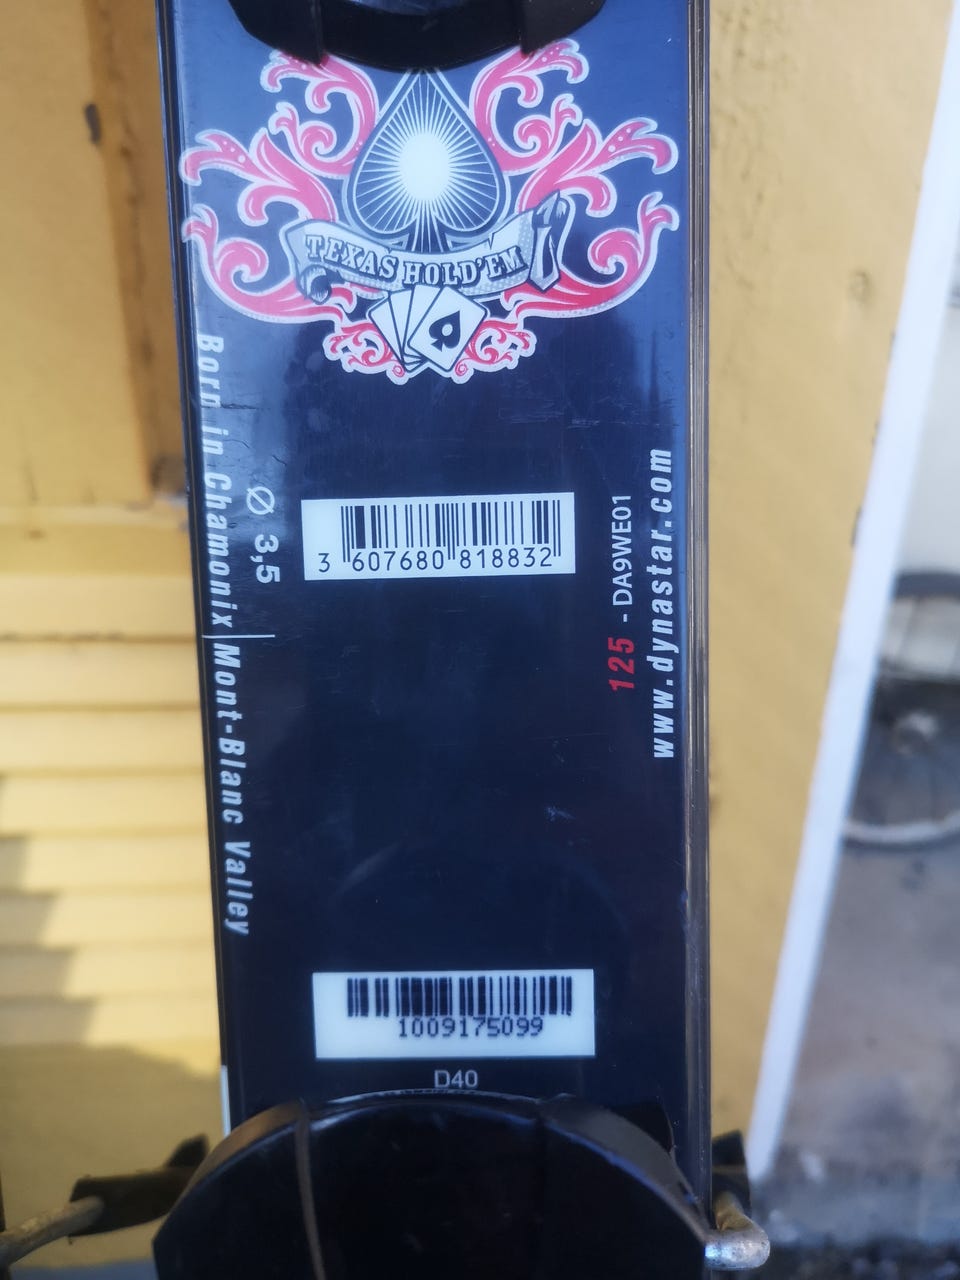 TEXAS HOLD'EM
Born in Chamonix | Mont-Blanc Valley
Ø 3,5
3 607680 818832
125 - DA9WE01
www.dynastar.com
1009175099
D40